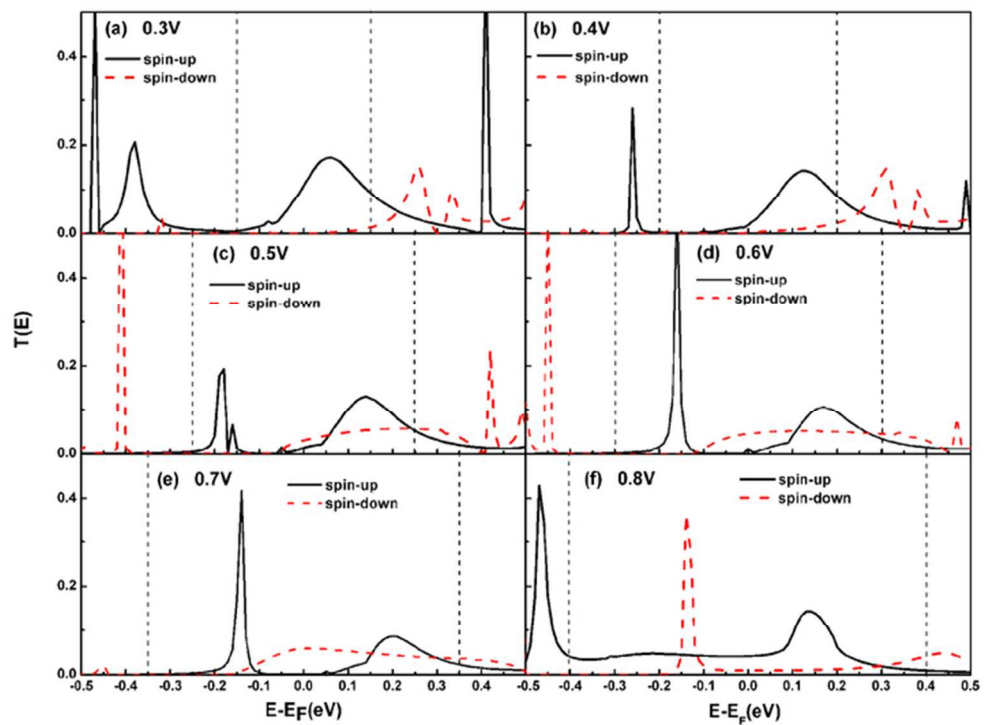 (a) 0.3V
spin-up
spin-down
0.4
0.2
0.0
(b) 0.4V
spin-up
spin-down
(c) 0.5V
spin-up
spin-down
0.4
0.2
0.0
(d) 0.6V
spin-up
spin-down
(e) 0.7V
spin-up
spin-down
0.4
0.2
0.0
(f) 0.8V
spin-up
spin-down
T(E)
-0.5 -0.4 -0.3 -0.2 -0.1 0.0 0.1 0.2 0.3 0.4 -0.5 -0.4 -0.3 -0.2 -0.1 0.0 0.1 0.2 0.3 0.4 0.5
E-EF(eV) E-EF(eV)